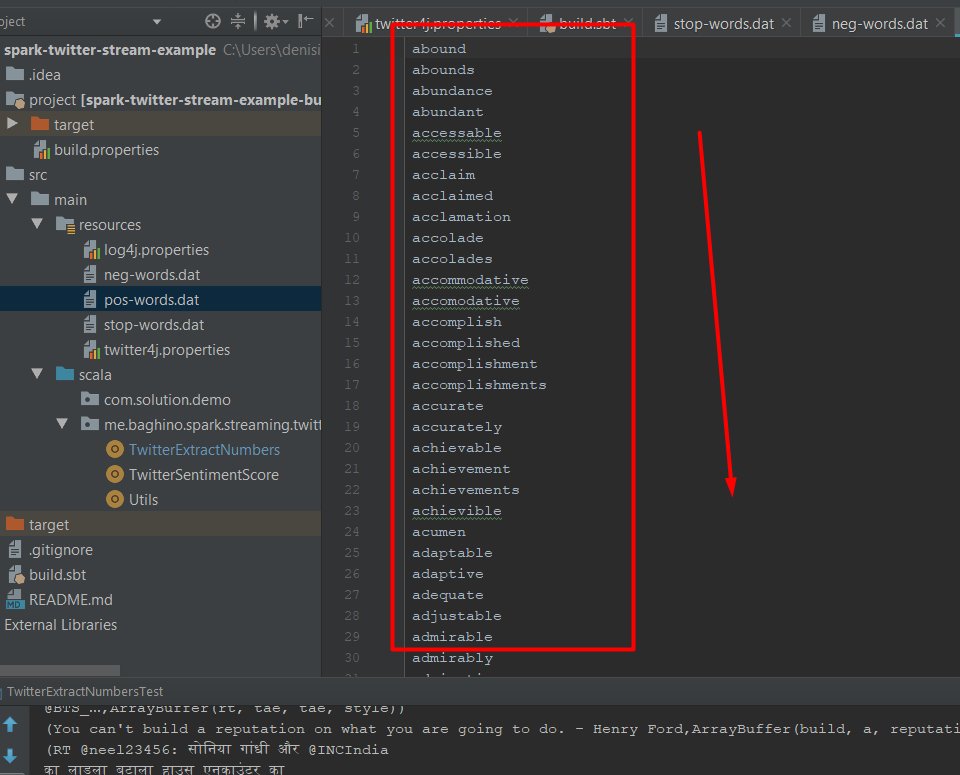 oject
spark-twitter-stream-example C:\Users\denisi
.idea
project [spark-twitter-stream-example-bu
target
build.properties
src
main
resources
log4j.properties
neg-words.dat
pos-words.dat
stop-words.dat
twitter4j.properties
scala
com.solution.demo
me.baghino.spark.streaming.twitt
TwitterExtractNumbers
TwitterSentimentScore
Utils
target
.gitignore
build.sbt
README.md
External Libraries
twitter4j.properties build.sbt stop-words.dat neg-words.dat
1 abound
2 abounds
3 abundance
4 abundant
5 accessable
6 accessible
7 acclaim
8 acclaimed
9 acclamation
10 accolade
11 accolades
12 accommodative
13 accomodative
14 accomplish
15 accomplished
16 accomplishment
17 accomplishments
18 accurate
19 accurately
20 achievable
21 achievement
22 achievements
23 achievible
24 acumen
25 adaptable
26 adaptive
27 adequate
28 adjustable
29 admirable
30 admirably
TwitterExtractNumbersTest
@BTS_…,ArrayBuffer(rt, tae, tae, style))
(You can't build a reputation on what you are going to do. - Henry Ford,ArrayBuffer(build, a, reputati
(RT @neel23456: सोनिया गांधी और @INCIndia
का लाडला बटाला हाउस एनकाउंटर का